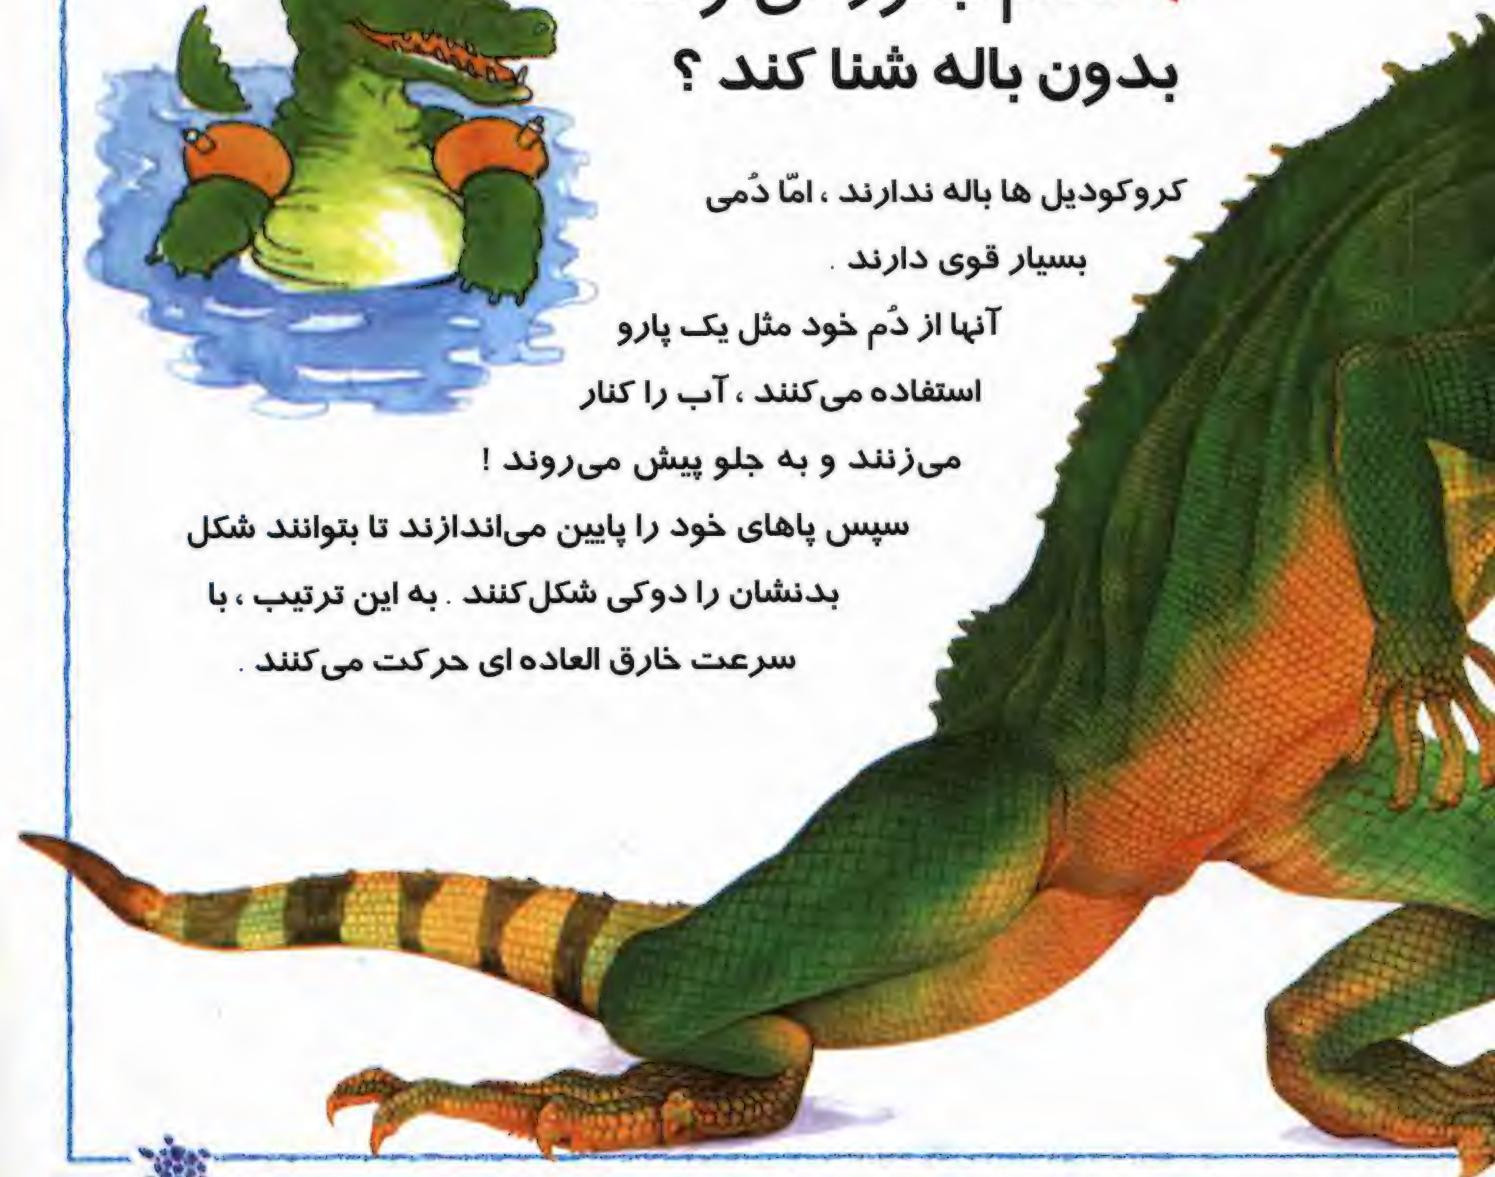 بدون باله شنا کند ؟
کروکودیل ها باله ندارند ، امّا دُمی
بسیار قوی دارند .
آنها از دُم خود مثل یک پارو
استفاده می‌کنند ، آب را کنار
می‌زنند و به جلو پیش می‌روند !
سپس پاهای خود را پایین می‌اندازند تا بتوانند شکل
بدنشان را دوکی شکل کنند . به این ترتیب ، با
سرعت خارق العاده ای حرکت می‌کنند .